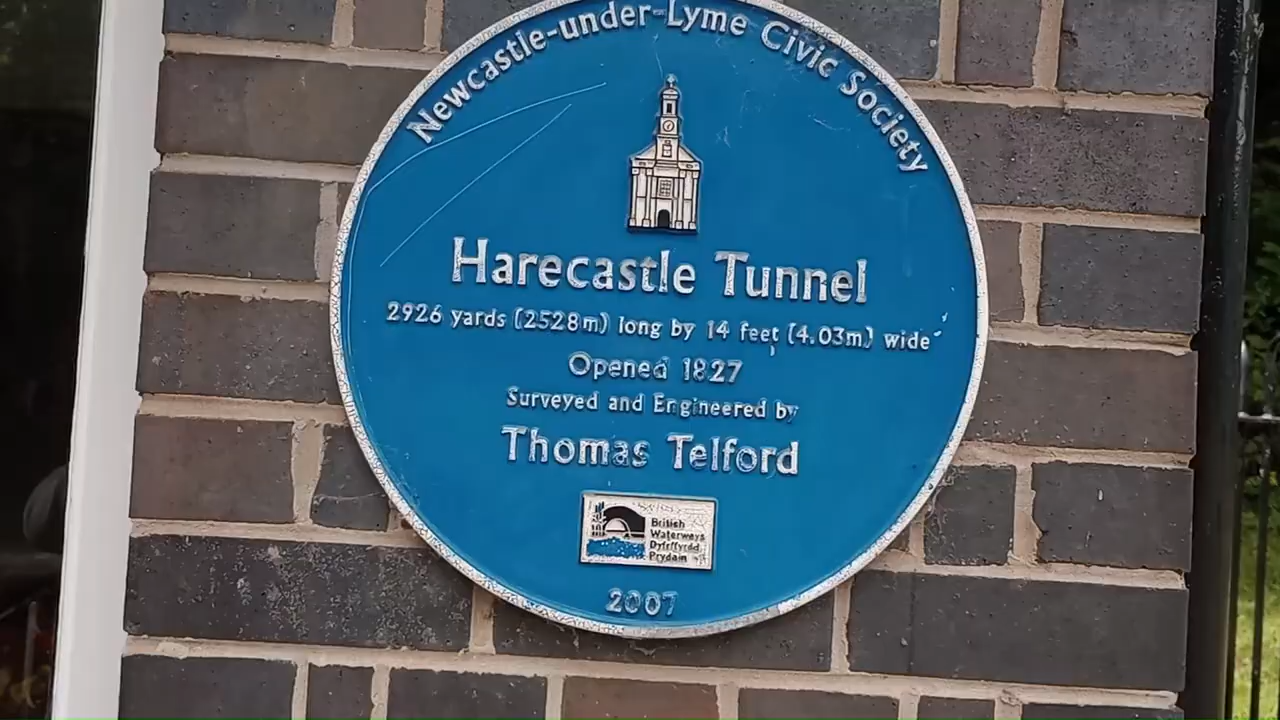 Newcastle-under-Lyme Civic Society
Harecastle Tunnel
2926 yards (2528m) long by 14 feet (4.03m) wide
Opened 1827
Surveyed and Engineered by
Thomas Telford
British
Waterways
Dyfrffyrdd
Prydain
2007